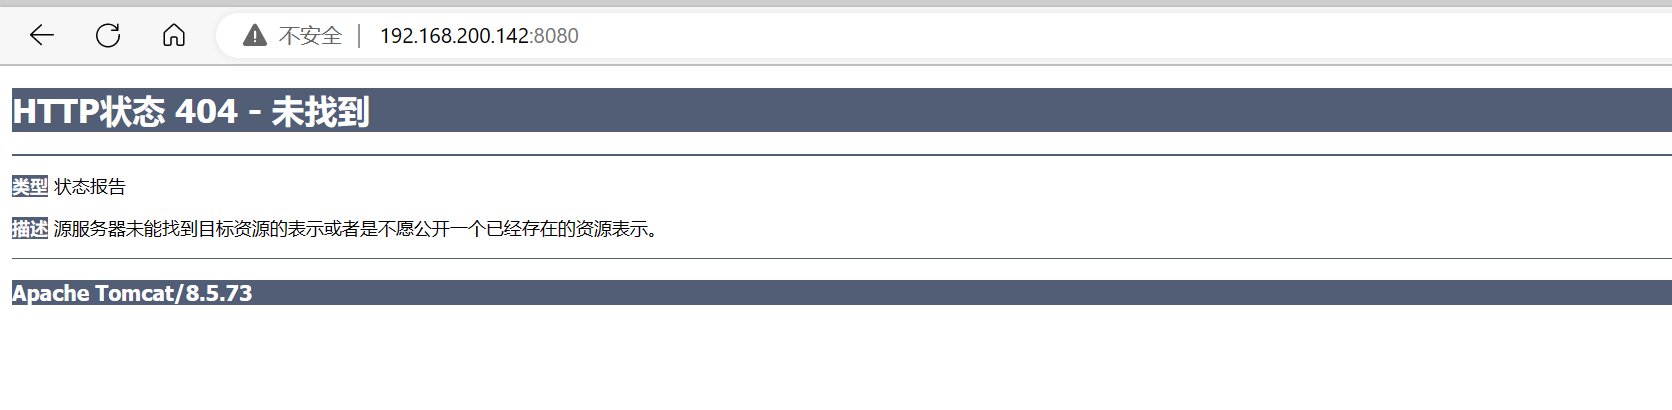 不安全 | 192.168.200.142:8080
HTTP状态 404 - 未找到
类型 状态报告
描述 源服务器未能找到目标资源的表示或者是不愿公开一个已经存在的资源表示。
Apache Tomcat/8.5.73